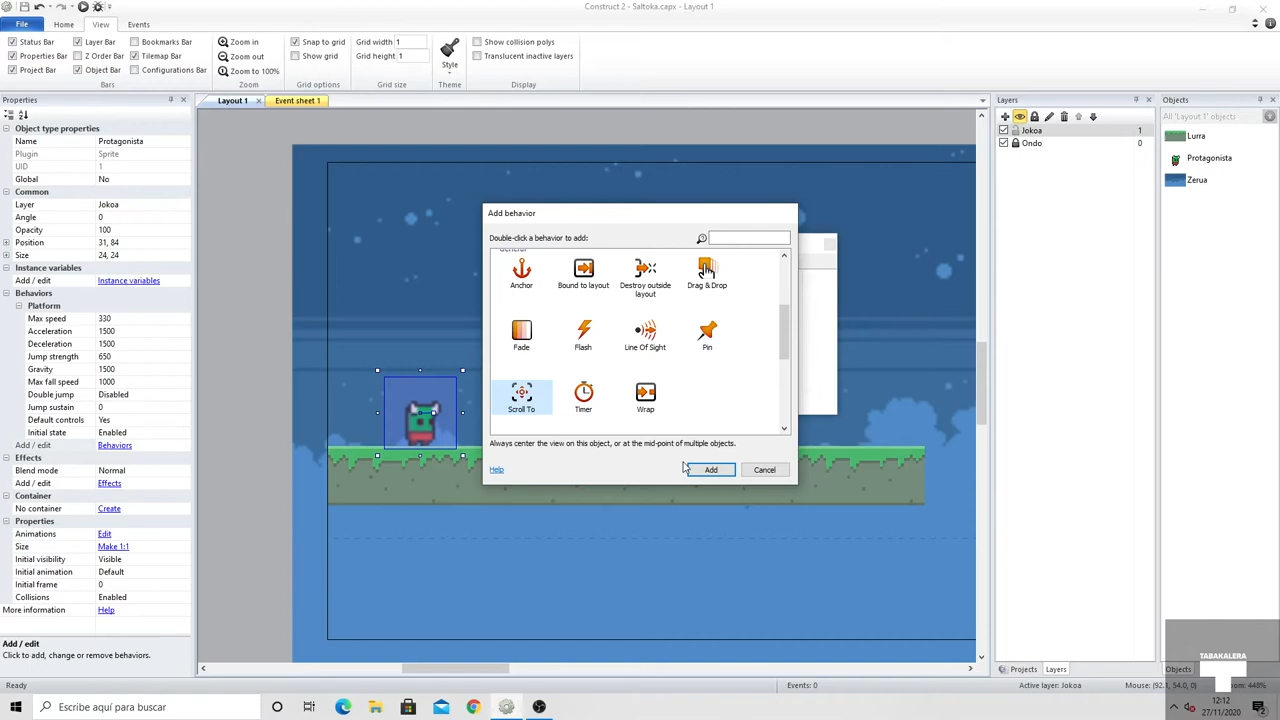 Construct 2 - Saltoka.capx - Layout 1
File
Home
View
Events
Status Bar
Layer Bar
Bookmarks Bar
Properties Bar
Z Order Bar
Tilemap Bar
Project Bar
Object Bar
Configurations Bar
Bars
Zoom in
Zoom out
Zoom to 100%
Zoom
Snap to grid
Show grid
Grid options
Grid width 1
Grid height 1
Grid size
Style
Theme
Show collision polys
Translucent inactive layers
Display
Properties
Layout 1
Event sheet 1
Object type properties
Name Protagonista
Plugin Sprite
UID 1
Global No
Common
Layer Jokoa
Angle 0
Opacity 100
Position 31, 84
Size 24, 24
Instance variables
Add / edit Instance variables
Behaviors
Platform
Max speed 330
Acceleration 1500
Deceleration 1500
Jump strength 650
Gravity 1500
Max fall speed 1000
Double jump Disabled
Jump sustain 0
Default controls Yes
Initial state Enabled
Add / edit Behaviors
Effects
Blend mode Normal
Add / edit Effects
Container
No container Create
Properties
Animations Edit
Size Make 1:1
Initial visibility Visible
Initial animation Default
Initial frame 0
Collisions Enabled
More information Help
Add / edit
Click to add, change or remove behaviors.
Add behavior
Double-click a behavior to add:
General
Anchor
Bound to layout
Destroy outside
layout
Drag & Drop
Fade
Flash
Line Of Sight
Pin
Scroll To
Timer
Wrap
Always center the view on this object, or at the mid-point of multiple objects.
Help
Add
Cancel
Layers
Jokoa 1
Ondo 0
Projects
Layers
Objects
All 'Layout 1' objects
Lurra
Protagonista
Zerua
Objects
TABAKALERA
Ready
Events: 0
Active layer: Jokoa
Mouse: (92.1, 54.0, 0)
oom: 448%
Escribe aquí para buscar
12:12
27/11/2020
2